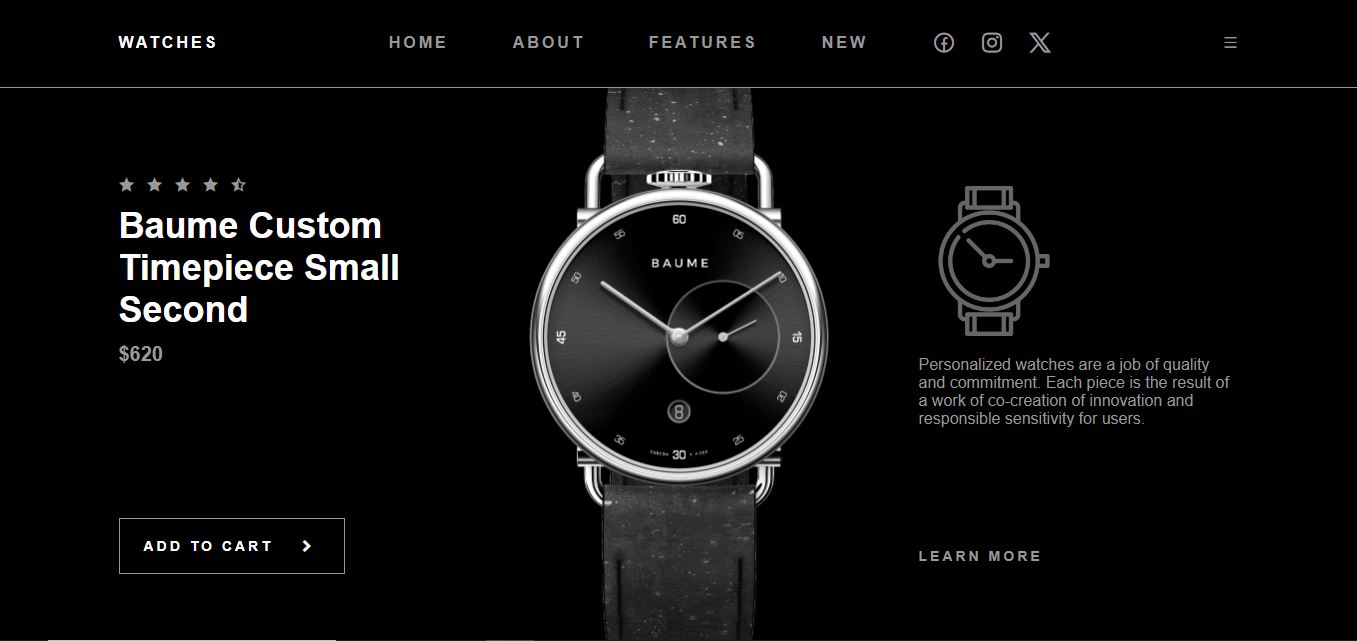 WATCHES
HOME
ABOUT
FEATURES
NEW
Baume Custom
Timepiece Small
Second
$620
ADD TO CART
60
05
10
15
20
25
30
35
40
45
50
55
BAUME
8
Personalized watches are a job of quality
and commitment. Each piece is the result of
a work of co-creation of innovation and
responsible sensitivity for users.
LEARN MORE